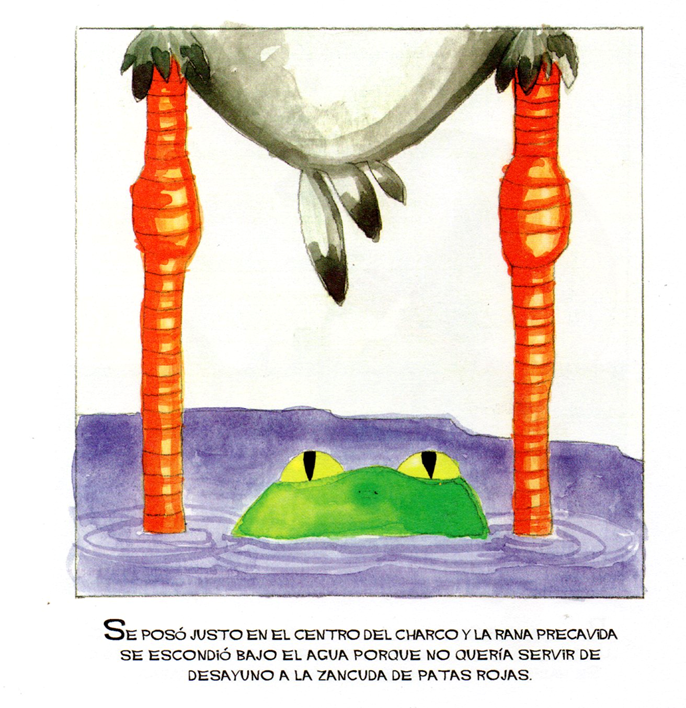 SE POSÓ JUSTO EN EL CENTRO DEL CHARCO Y LA RANA PRECAVIDA
SE ESCONDIÓ BAJO EL AGUA PORQUE NO QUERÍA SERVIR DE
DESAYUNO A LA ZANCUDA DE PATAS ROJAS.